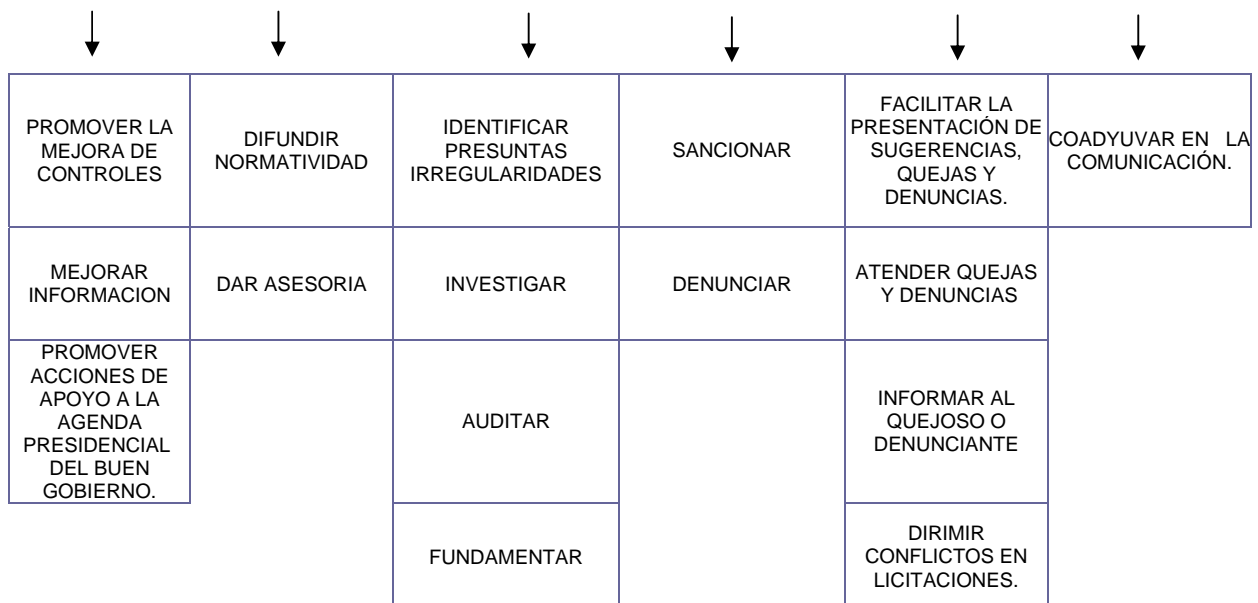 PROMOVER LA
MEJORA DE
CONTROLES
DIFUNDIR
NORMATIVIDAD
IDENTIFICAR
PRESUNTAS
IRREGULARIDADES
SANCIONAR
FACILITAR LA
PRESENTACIÓN DE
SUGERENCIAS,
QUEJAS Y
DENUNCIAS.
COADYUVAR EN LA
COMUNICACIÓN.
MEJORAR
INFORMACION
DAR ASESORIA
INVESTIGAR
DENUNCIAR
ATENDER QUEJAS
Y DENUNCIAS
PROMOVER
ACCIONES DE
APOYO A LA
AGENDA
PRESIDENCIAL
DEL BUEN
GOBIERNO.
AUDITAR
INFORMAR AL
QUEJOSO O
DENUNCIANTE
FUNDAMENTAR
DIRIMIR
CONFLICTOS EN
LICITACIONES.